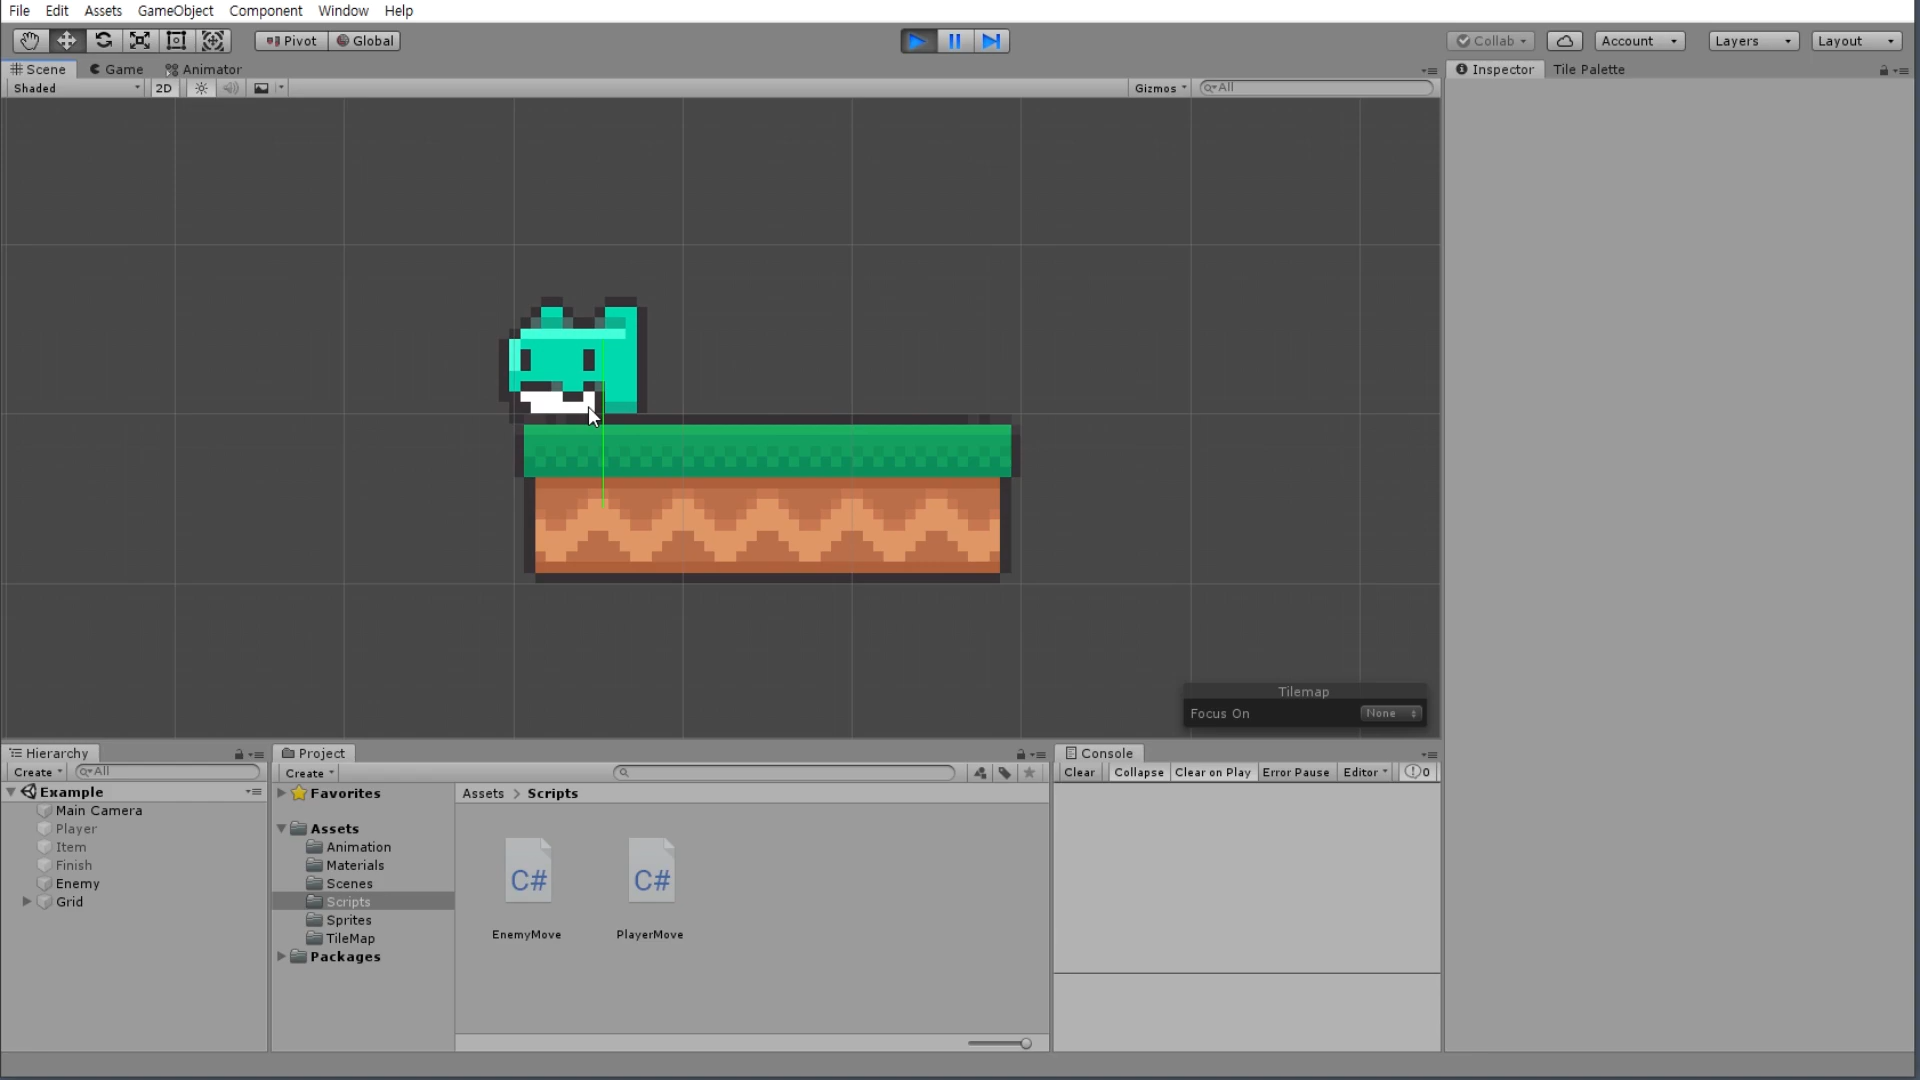 File Edit Assets GameObject Component Window Help
Pivot Global Collab Account Layers Layout
Scene Game Animator Inspector Tile Palette
Shaded 2D Gizmos All
Tilemap
Focus On None
Hierarchy Project Console
Create All Create Clear Collapse Clear on Play Error Pause Editor 0
Example
Main Camera
Player
Item
Finish
Enemy
Grid
Favorites
Assets
Animation
Materials
Scenes
Scripts
Sprites
TileMap
Packages
Assets > Scripts
C# C#
EnemyMove PlayerMove